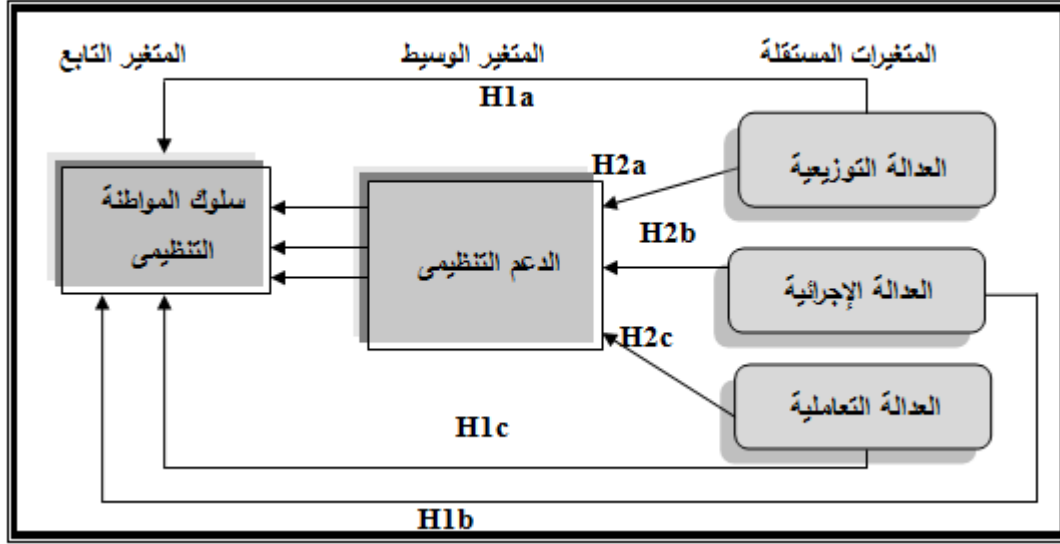 المتغيرات المستقلة
المتغير الوسيط
المتغير التابع
H1a
العدالة التوزيعية
H2a
سلوك المواطنة
التنظيمى
H2b
الدعم التنظيمى
العدالة الإجرائية
H2c
العدالة التعاملية
H1c
H1b